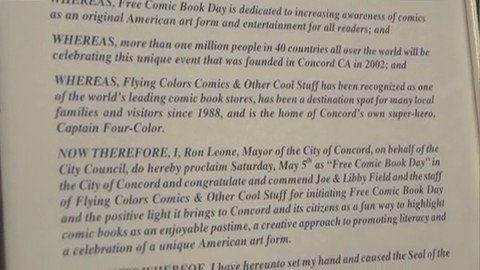 WHEREAS, Free Comic Book Day is dedicated to increasing awareness of comics
as an original American art form and entertainment for all readers; and
WHEREAS, more than one million people in 40 countries all over the world will be
celebrating this unique event that was founded in Concord CA in 2002; and
WHEREAS, Flying Colors Comics & Other Cool Stuff has been recognized as one
of the world's leading comic book stores, has been a destination spot for many local
families and visitors since 1988, and is the home of Concord's own super-hero,
Captain Four-Color.
NOW THEREFORE, I, Ron Leone, Mayor of the City of Concord, on behalf of the
City Council, do hereby proclaim Saturday, May 5th as "Free Comic Book Day" in
the City of Concord and congratulate and commend Joe & Libby Field and the staff
of Flying Colors Comics & Other Cool Stuff for initiating Free Comic Book Day
and the positive light it brings to Concord and its citizens as a fun way to highlight
comic books as an enjoyable pastime, a creative approach to promoting literacy and
a celebration of a unique American art form.
WHEREOF, I have hereunto set my hand and caused the Seal of the